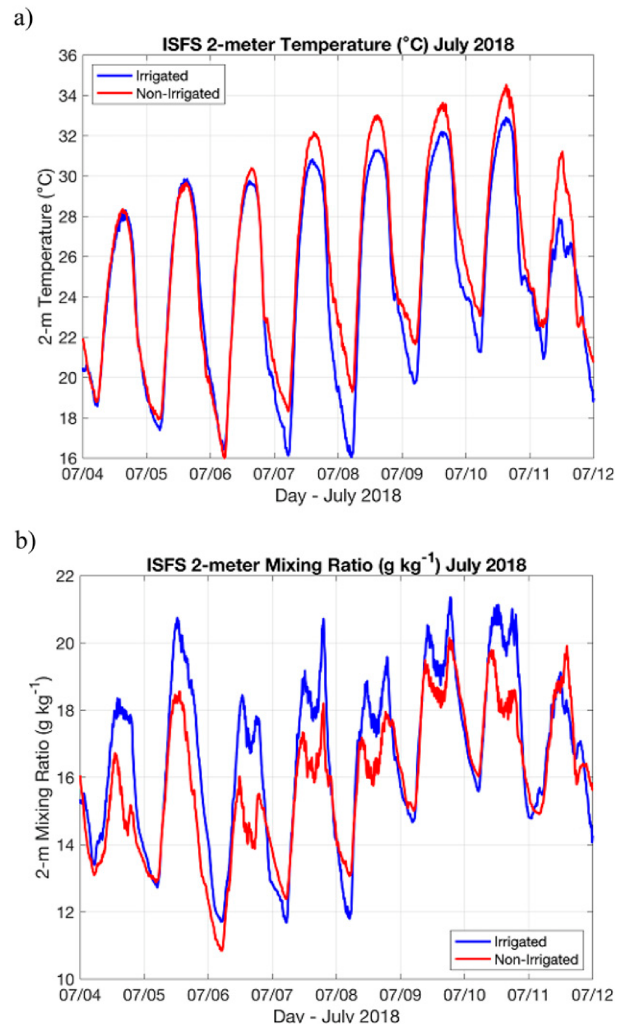 a)
ISFS 2-meter Temperature (°C) July 2018
Irrigated
Non-Irrigated
2-m Temperature (°C)
36
34
32
30
28
26
24
22
20
18
16
07/04 07/05 07/06 07/07 07/08 07/09 07/10 07/11 07/12
Day - July 2018
b)
ISFS 2-meter Mixing Ratio (g kg-1) July 2018
2-m Mixing Ratio (g kg-1)
22
20
18
16
14
12
10
Irrigated
Non-Irrigated
07/04 07/05 07/06 07/07 07/08 07/09 07/10 07/11 07/12
Day - July 2018